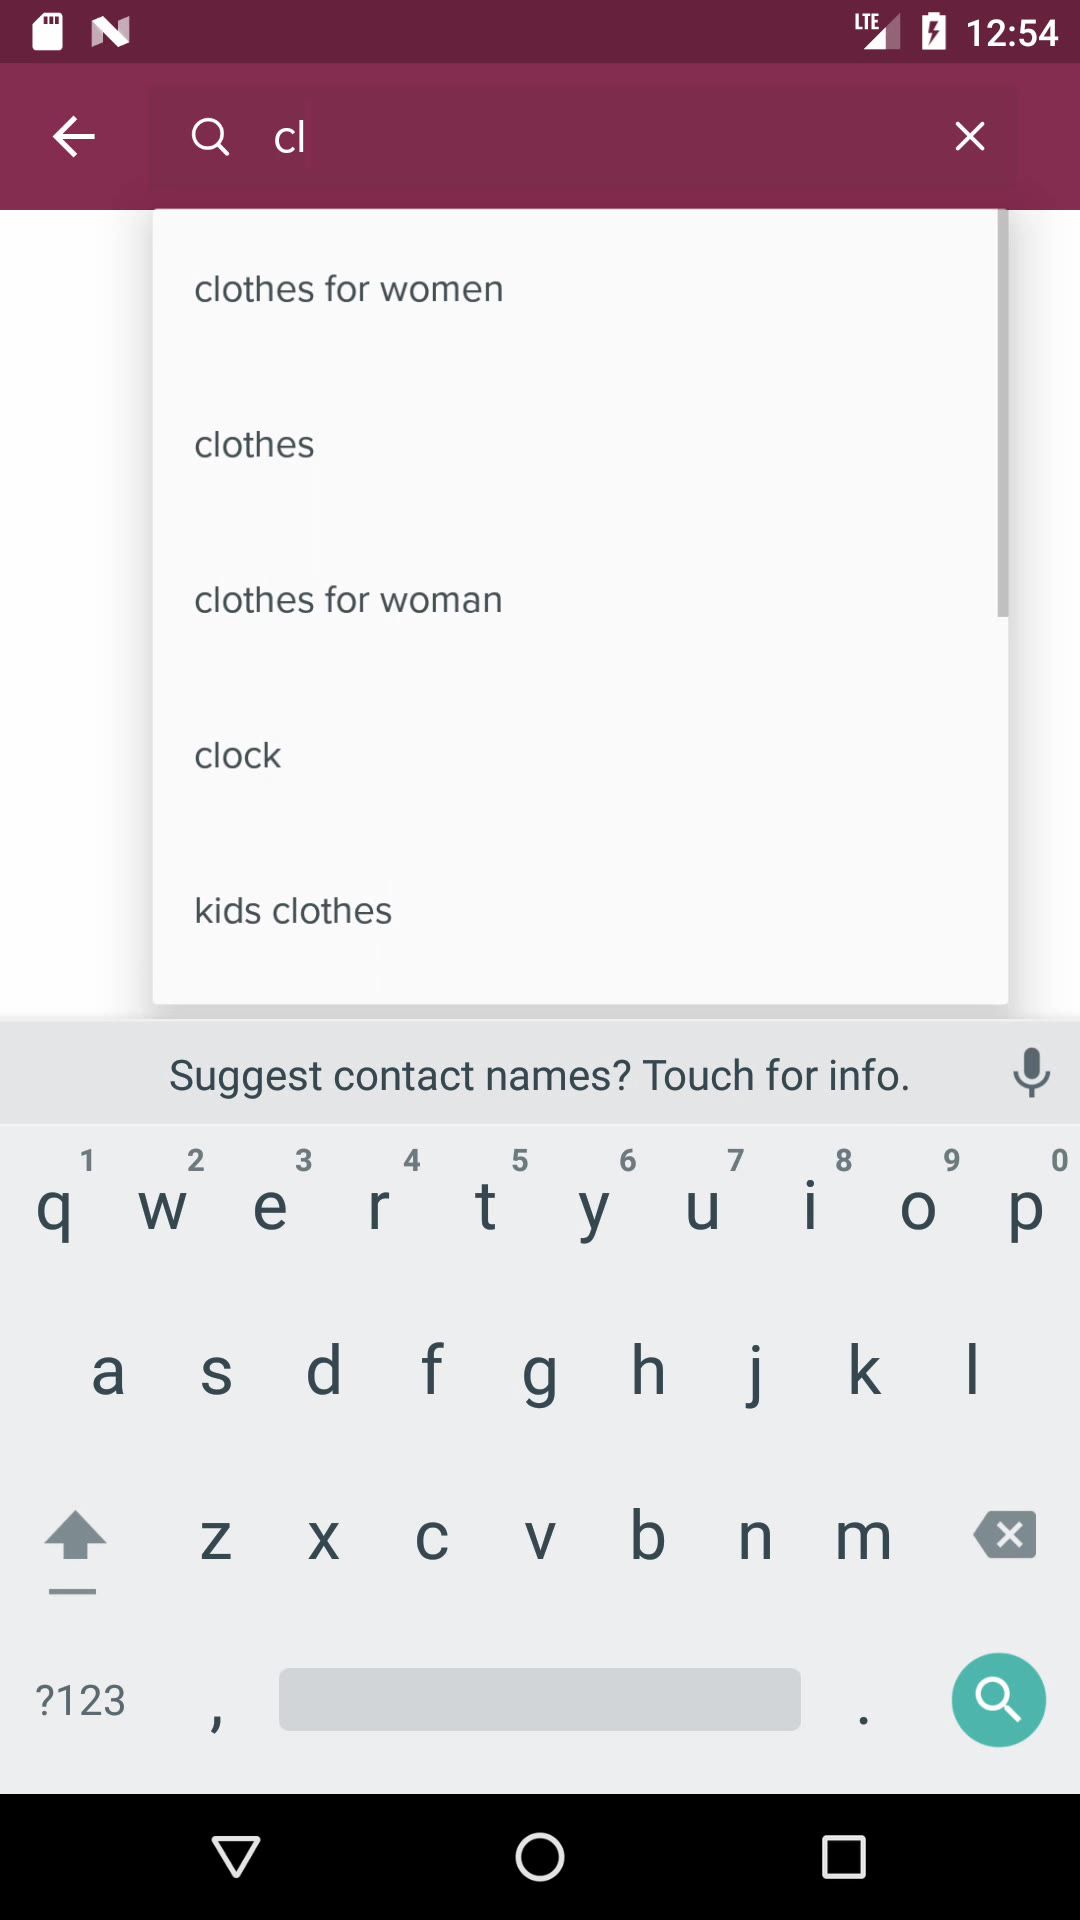 LTE 12:54
cl
clothes for women
clothes
clothes for woman
clock
kids clothes
Suggest contact names? Touch for info.
1 2 3 4 5 6 7 8 9 0
q w e r t y u i o p
a s d f g h j k l
z x c v b n m
?123 , .